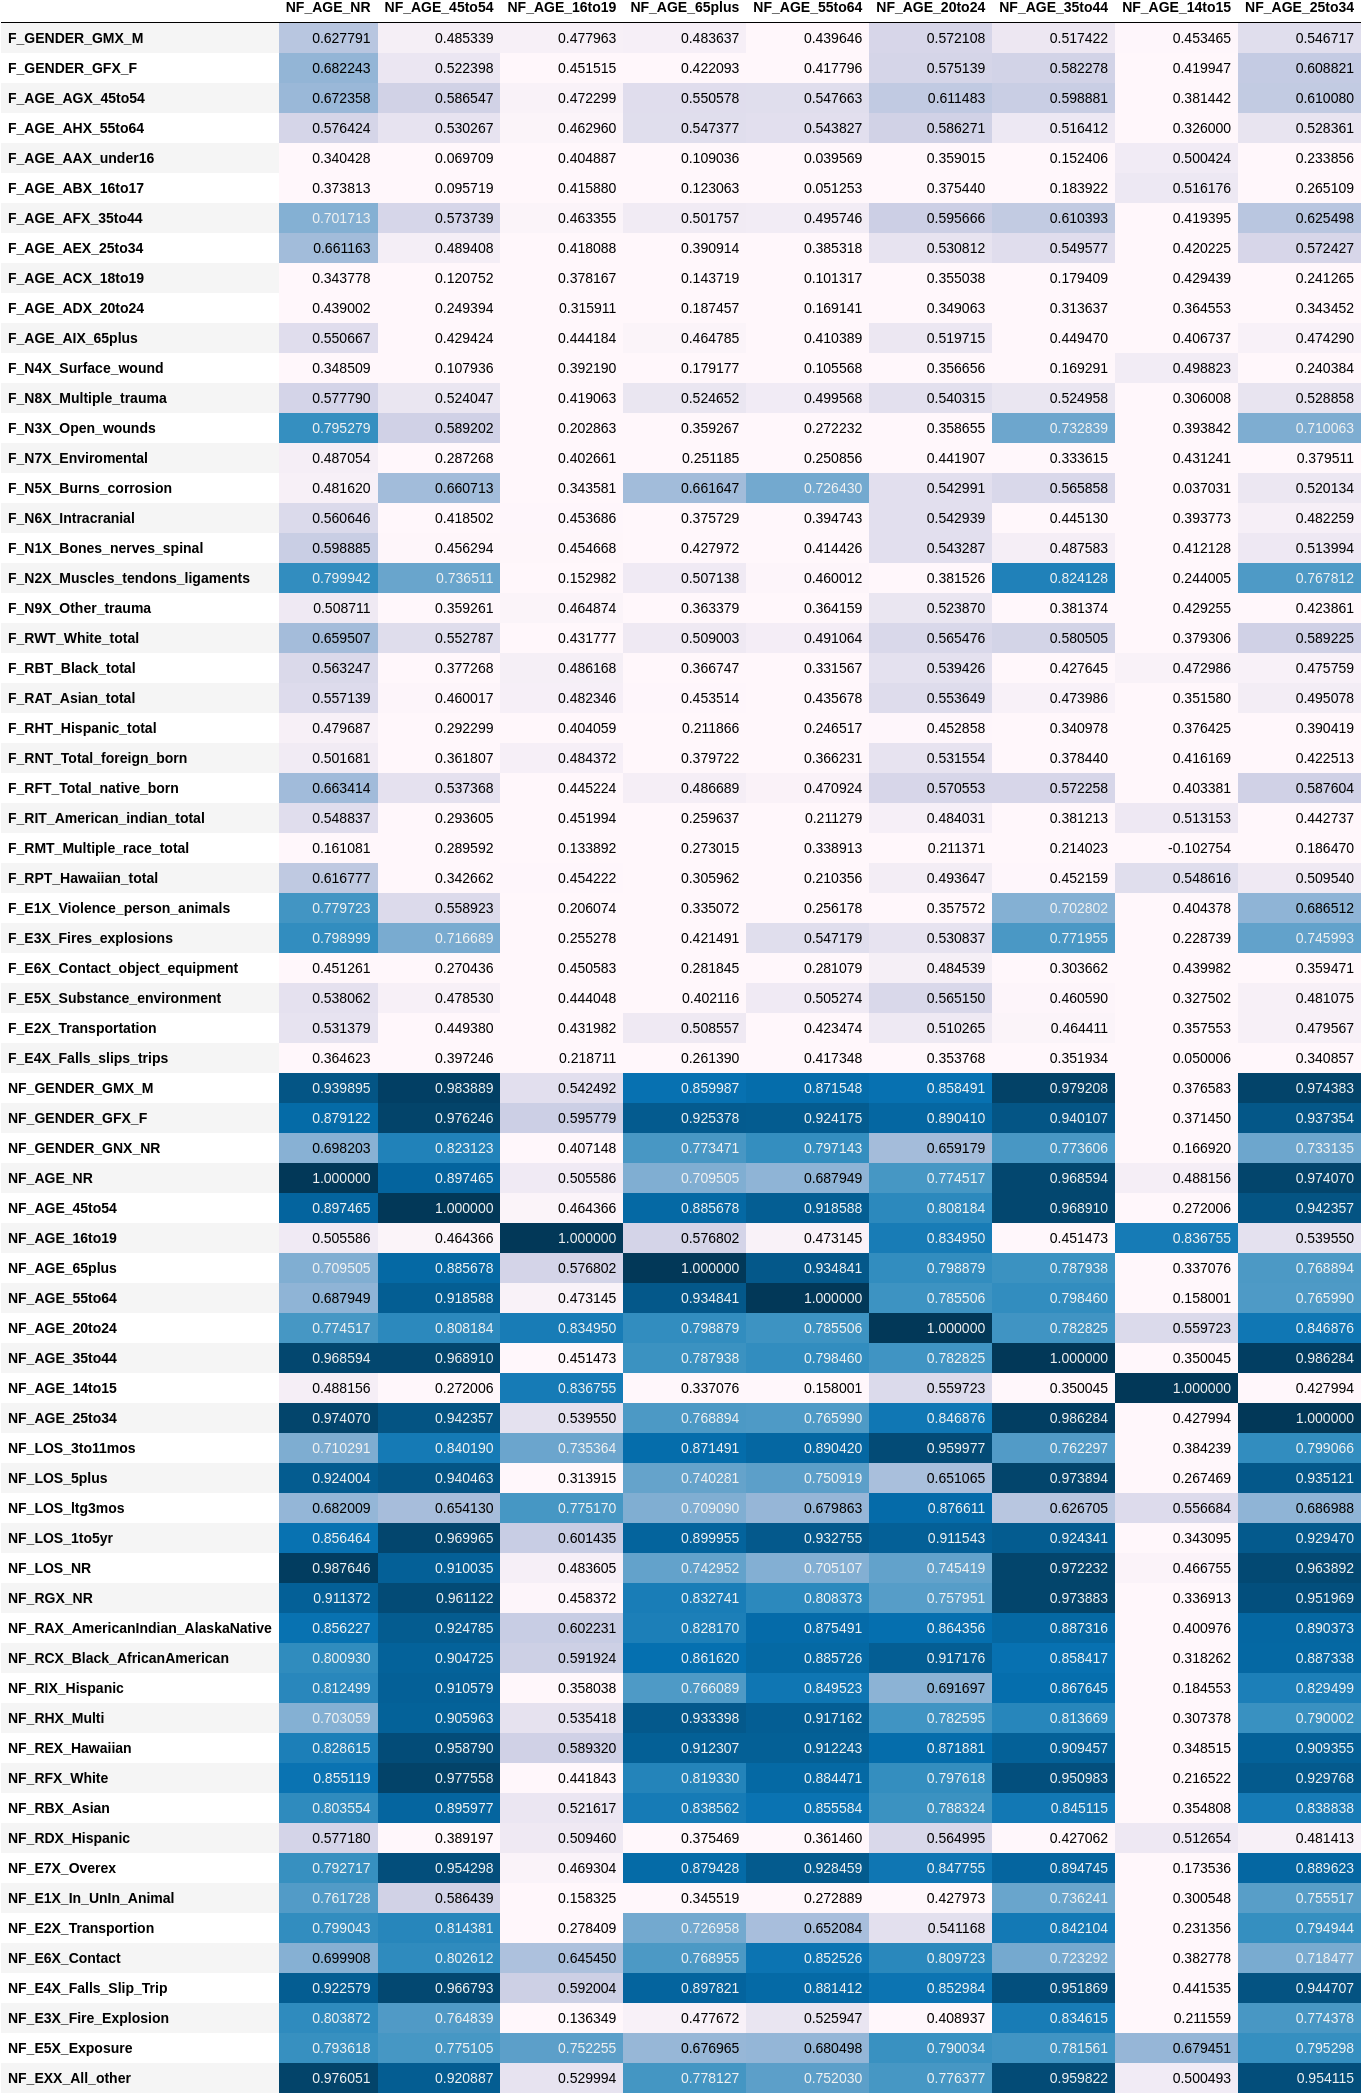 NF_AGE_NR NF_AGE_45to54 NF_AGE_16to19 NF_AGE_65plus NF_AGE_55to64 NF_AGE_20to24 NF_AGE_35to44 NF_AGE_14to15 NF_AGE_25to34
F_GENDER_GMX_M 0.627791 0.485339 0.477963 0.483637 0.439646 0.572108 0.517422 0.453465 0.546717
F_GENDER_GFX_F 0.682243 0.522398 0.451515 0.422093 0.417796 0.575139 0.582278 0.419947 0.608821
F_AGE_AGX_45to54 0.672358 0.586547 0.472299 0.550578 0.547663 0.611483 0.598881 0.381442 0.610080
F_AGE_AHX_55to64 0.576424 0.530267 0.462960 0.547377 0.543827 0.586271 0.516412 0.326000 0.528361
F_AGE_AAX_under16 0.340428 0.069709 0.404887 0.109036 0.039569 0.359015 0.152406 0.500424 0.233856
F_AGE_ABX_16to17 0.373813 0.095719 0.415880 0.123063 0.051253 0.375440 0.183922 0.516176 0.265109
F_AGE_AFX_35to44 0.701713 0.573739 0.463355 0.501757 0.495746 0.595666 0.610393 0.419395 0.625498
F_AGE_AEX_25to34 0.661163 0.489408 0.418088 0.390914 0.385318 0.530812 0.549577 0.420225 0.572427
F_AGE_ACX_18to19 0.343778 0.120752 0.378167 0.143719 0.101317 0.355038 0.179409 0.429439 0.241265
F_AGE_ADX_20to24 0.439002 0.249394 0.315911 0.187457 0.169141 0.349063 0.313637 0.364553 0.343452
F_AGE_AIX_65plus 0.550667 0.429424 0.444184 0.464785 0.410389 0.519715 0.449470 0.406737 0.474290
F_N4X_Surface_wound 0.348509 0.107936 0.392190 0.179177 0.105568 0.356656 0.169291 0.498823 0.240384
F_N8X_Multiple_trauma 0.577790 0.524047 0.419063 0.524652 0.499568 0.540315 0.524958 0.306008 0.528858
F_N3X_Open_wounds 0.795279 0.589202 0.202863 0.359267 0.272232 0.358655 0.732839 0.393842 0.710063
F_N7X_Enviromental 0.487054 0.287268 0.402661 0.251185 0.250856 0.441907 0.333615 0.431241 0.379511
F_N5X_Burns_corrosion 0.481620 0.660713 0.343581 0.661647 0.726430 0.542991 0.565858 0.037031 0.520134
F_N6X_Intracranial 0.560646 0.418502 0.453686 0.375729 0.394743 0.542939 0.445130 0.393773 0.482259
F_N1X_Bones_nerves_spinal 0.598885 0.456294 0.454668 0.427972 0.414426 0.543287 0.487583 0.412128 0.513994
F_N2X_Muscles_tendons_ligaments 0.799942 0.736511 0.152982 0.507138 0.460012 0.381526 0.824128 0.244005 0.767812
F_N9X_Other_trauma 0.508711 0.359261 0.464874 0.363379 0.364159 0.523870 0.381374 0.429255 0.423861
F_RWT_White_total 0.659507 0.552787 0.431777 0.509003 0.491064 0.565476 0.580505 0.379306 0.589225
F_RBT_Black_total 0.563247 0.377268 0.486168 0.366747 0.331567 0.539426 0.427645 0.472986 0.475759
F_RAT_Asian_total 0.557139 0.460017 0.482346 0.453514 0.435678 0.553649 0.473986 0.351580 0.495078
F_RHT_Hispanic_total 0.479687 0.292299 0.404059 0.211866 0.246517 0.452858 0.340978 0.376425 0.390419
F_RNT_Total_foreign_born 0.501681 0.361807 0.484372 0.379722 0.366231 0.531554 0.378440 0.416169 0.422513
F_RFT_Total_native_born 0.663414 0.537368 0.445224 0.486689 0.470924 0.570553 0.572258 0.403381 0.587604
F_RIT_American_indian_total 0.548837 0.293605 0.451994 0.259637 0.211279 0.484031 0.381213 0.513153 0.442737
F_RMT_Multiple_race_total 0.161081 0.289592 0.133892 0.273015 0.338913 0.211371 0.214023 -0.102754 0.186470
F_RPT_Hawaiian_total 0.616777 0.342662 0.454222 0.305962 0.210356 0.493647 0.452159 0.548616 0.509540
F_E1X_Violence_person_animals 0.779723 0.558923 0.206074 0.335072 0.256178 0.357572 0.702802 0.404378 0.686512
F_E3X_Fires_explosions 0.798999 0.716689 0.255278 0.421491 0.547179 0.530837 0.771955 0.228739 0.745993
F_E6X_Contact_object_equipment 0.451261 0.270436 0.450583 0.281845 0.281079 0.484539 0.303662 0.439982 0.359471
F_E5X_Substance_environment 0.538062 0.478530 0.444048 0.402116 0.505274 0.565150 0.460590 0.327502 0.481075
F_E2X_Transportation 0.531379 0.449380 0.431982 0.508557 0.423474 0.510265 0.464411 0.357553 0.479567
F_E4X_Falls_slips_trips 0.364623 0.397246 0.218711 0.261390 0.417348 0.353768 0.351934 0.050006 0.340857
NF_GENDER_GMX_M 0.939895 0.983889 0.542492 0.859987 0.871548 0.858491 0.979208 0.376583 0.974383
NF_GENDER_GFX_F 0.879122 0.976246 0.595779 0.925378 0.924175 0.890410 0.940107 0.371450 0.937354
NF_GENDER_GNX_NR 0.698203 0.823123 0.407148 0.773471 0.797143 0.659179 0.773606 0.166920 0.733135
NF_AGE_NR 1.000000 0.897465 0.505586 0.709505 0.687949 0.774517 0.968594 0.488156 0.974070
NF_AGE_45to54 0.897465 1.000000 0.464366 0.885678 0.918588 0.808184 0.968910 0.272006 0.942357
NF_AGE_16to19 0.505586 0.464366 1.000000 0.576802 0.473145 0.834950 0.451473 0.836755 0.539550
NF_AGE_65plus 0.709505 0.885678 0.576802 1.000000 0.934841 0.798879 0.787938 0.337076 0.768894
NF_AGE_55to64 0.687949 0.918588 0.473145 0.934841 1.000000 0.785506 0.798460 0.158001 0.765990
NF_AGE_20to24 0.774517 0.808184 0.834950 0.798879 0.785506 1.000000 0.782825 0.559723 0.846876
NF_AGE_35to44 0.968594 0.968910 0.451473 0.787938 0.798460 0.782825 1.000000 0.350045 0.986284
NF_AGE_14to15 0.488156 0.272006 0.836755 0.337076 0.158001 0.559723 0.350045 1.000000 0.427994
NF_AGE_25to34 0.974070 0.942357 0.539550 0.768894 0.765990 0.846876 0.986284 0.427994 1.000000
NF_LOS_3to11mos 0.710291 0.840190 0.735364 0.871491 0.890420 0.959977 0.762297 0.384239 0.799066
NF_LOS_5plus 0.924004 0.940463 0.313915 0.740281 0.750919 0.651065 0.973894 0.267469 0.935121
NF_LOS_ltg3mos 0.682009 0.654130 0.775170 0.709090 0.679863 0.876611 0.626705 0.556684 0.686988
NF_LOS_1to5yr 0.856464 0.969965 0.601435 0.899955 0.932755 0.911543 0.924341 0.343095 0.929470
NF_LOS_NR 0.987646 0.910035 0.483605 0.742952 0.705107 0.745419 0.972232 0.466755 0.963892
NF_RGX_NR 0.911372 0.961122 0.458372 0.832741 0.808373 0.757951 0.973883 0.336913 0.951969
NF_RAX_AmericanIndian_AlaskaNative 0.856227 0.924785 0.602231 0.828170 0.875491 0.864356 0.887316 0.400976 0.890373
NF_RCX_Black_AfricanAmerican 0.800930 0.904725 0.591924 0.861620 0.885726 0.917176 0.858417 0.318262 0.887338
NF_RIX_Hispanic 0.812499 0.910579 0.358038 0.766089 0.849523 0.691697 0.867645 0.184553 0.829499
NF_RHX_Multi 0.703059 0.905963 0.535418 0.933398 0.917162 0.782595 0.813669 0.307378 0.790002
NF_REX_Hawaiian 0.828615 0.958790 0.589320 0.912307 0.912243 0.871881 0.909457 0.348515 0.909355
NF_RFX_White 0.855119 0.977558 0.441843 0.819330 0.884471 0.797618 0.950983 0.216522 0.929768
NF_RBX_Asian 0.803554 0.895977 0.521617 0.838562 0.855584 0.788324 0.845115 0.354808 0.838838
NF_RDX_Hispanic 0.577180 0.389197 0.509460 0.375469 0.361460 0.564995 0.427062 0.512654 0.481413
NF_E7X_Overex 0.792717 0.954298 0.469304 0.879428 0.928459 0.847755 0.894745 0.173536 0.889623
NF_E1X_In_UnIn_Animal 0.761728 0.586439 0.158325 0.345519 0.272889 0.427973 0.736241 0.300548 0.755517
NF_E2X_Transportion 0.799043 0.814381 0.278409 0.726958 0.652084 0.541168 0.842104 0.231356 0.794944
NF_E6X_Contact 0.699908 0.802612 0.645450 0.768955 0.852526 0.809723 0.723292 0.382778 0.718477
NF_E4X_Falls_Slip_Trip 0.922579 0.966793 0.592004 0.897821 0.881412 0.852984 0.951869 0.441535 0.944707
NF_E3X_Fire_Explosion 0.803872 0.764839 0.136349 0.477672 0.525947 0.408937 0.834615 0.211559 0.774378
NF_E5X_Exposure 0.793618 0.775105 0.752255 0.676965 0.680498 0.790034 0.781561 0.679451 0.795298
NF_EXX_All_other 0.976051 0.920887 0.529994 0.778127 0.752030 0.776377 0.959822 0.500493 0.954115